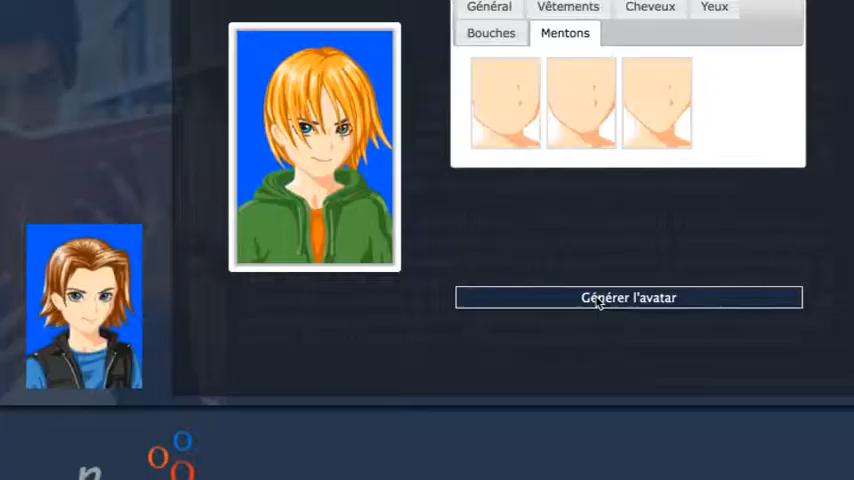 Général Vêtements Cheveux Yeux
Bouches Mentons
Générer l'avatar
n
O
O
O